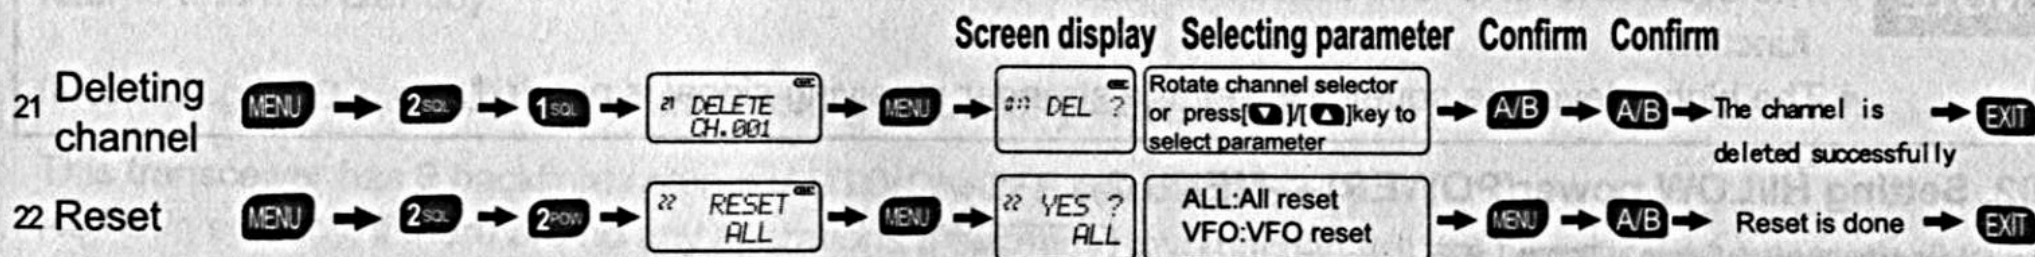 Screen display Selecting parameter Confirm Confirm
21 Deleting channel MENU 2SQL 1SQL 21 DELETE CH.001 MENU DEL ? Rotate channel selector or press[▼]/[▲]key to select parameter A/B A/B The channel is deleted successfully EXIT
22 Reset MENU 2SQL 2POW 22 RESET ALL MENU 22 YES ? ALL ALL:All reset VFO:VFO reset MENU A/B Reset is done EXIT